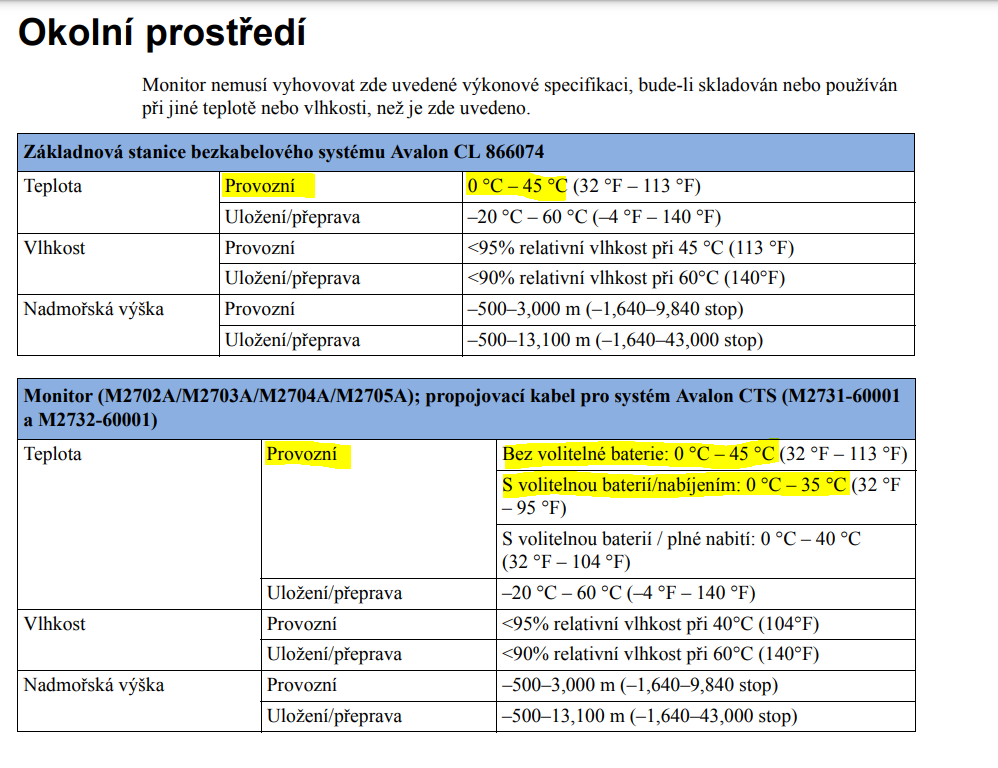 Okolní prostředí
Monitor nemusí vyhovovat zde uvedené výkonové specifikaci, bude-li skladován nebo používán
při jiné teplotě nebo vlhkosti, než je zde uvedeno.
Základnová stanice bezkabelového systému Avalon CL 866074
Teplota Provozní 0 °C – 45 °C (32 °F – 113 °F)
Uložení/přeprava –20 °C – 60 °C (–4 °F – 140 °F)
Vlhkost Provozní <95% relativní vlhkost při 45 °C (113 °F)
Uložení/přeprava <90% relativní vlhkost při 60°C (140°F)
Nadmořská výška Provozní –500–3,000 m (–1,640–9,840 stop)
Uložení/přeprava –500–13,100 m (–1,640–43,000 stop)
Monitor (M2702A/M2703A/M2704A/M2705A); propojovací kabel pro systém Avalon CTS (M2731-60001
a M2732-60001)
Teplota Provozní Bez volitelné baterie: 0 °C – 45 °C (32 °F – 113 °F)
S volitelnou baterií/nabíjením: 0 °C – 35 °C (32 °F
– 95 °F)
S volitelnou baterií / plné nabití: 0 °C – 40 °C
(32 °F – 104 °F)
Uložení/přeprava –20 °C – 60 °C (–4 °F – 140 °F)
Vlhkost Provozní <95% relativní vlhkost při 40°C (104°F)
Uložení/přeprava <90% relativní vlhkost při 60°C (140°F)
Nadmořská výška Provozní –500–3,000 m (–1,640–9,840 stop)
Uložení/přeprava –500–13,100 m (–1,640–43,000 stop)